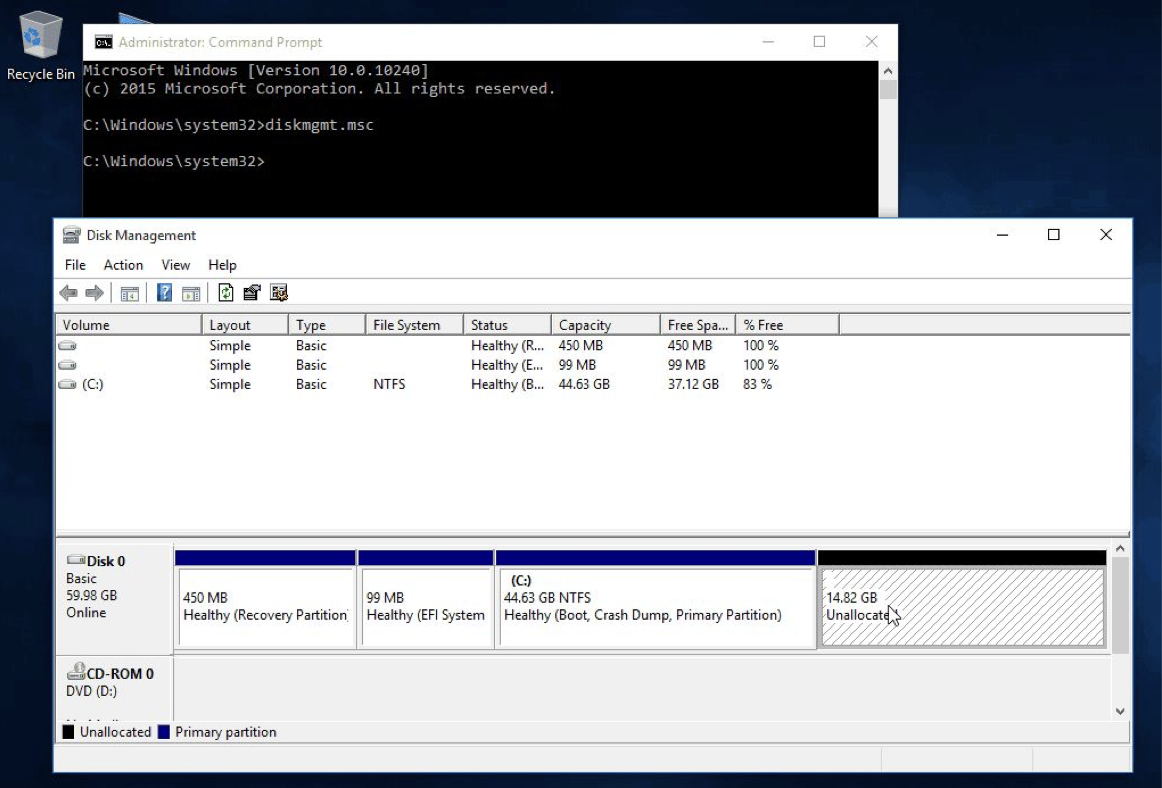 Recycle Bin
Administrator: Command Prompt
Microsoft Windows [Version 10.0.10240]
(c) 2015 Microsoft Corporation. All rights reserved.
C:\Windows\system32>diskmgmt.msc
C:\Windows\system32>
Disk Management
File Action View Help
Volume Layout Type File System Status Capacity Free Spa... % Free
Simple Basic Healthy (R... 450 MB 450 MB 100 %
Simple Basic Healthy (E... 99 MB 99 MB 100 %
(C:) Simple Basic NTFS Healthy (B... 44.63 GB 37.12 GB 83 %
Disk 0
Basic
59.98 GB
Online
450 MB
Healthy (Recovery Partition)
99 MB
Healthy (EFI System
(C:)
44.63 GB NTFS
Healthy (Boot, Crash Dump, Primary Partition)
14.82 GB
Unallocated
CD-ROM 0
DVD (D:)
Unallocated Primary partition